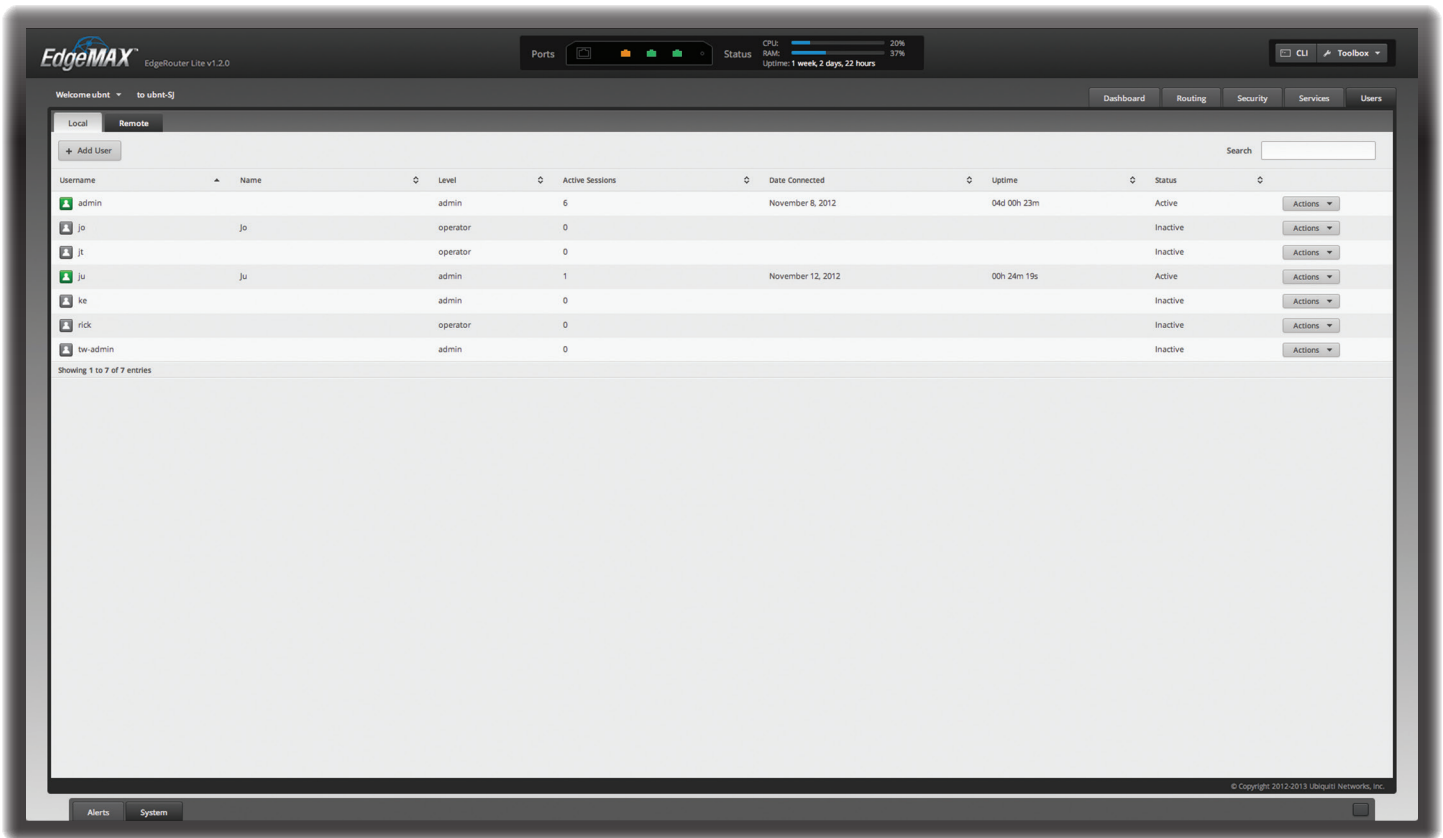 EdgeMAX™ EdgeRouter Lite v1.2.0
Ports Status CPU: 20%
RAM: 37%
Uptime: 1 week, 2 days, 22 hours
CLI Toolbox
Welcome ubnt to ubnt-SJ
Dashboard Routing Security Services Users
Local Remote
+ Add User Search
Username Name Level Active Sessions Date Connected Uptime Status
admin admin 6 November 8, 2012 04d 00h 23m Active Actions
jo Jo operator 0 Inactive Actions
jt operator 0 Inactive Actions
ju Ju admin 1 November 12, 2012 00h 24m 19s Active Actions
ke admin 0 Inactive Actions
rick operator 0 Inactive Actions
tw-admin admin 0 Inactive Actions
Showing 1 to 7 of 7 entries
© Copyright 2012-2013 Ubiquiti Networks, Inc.
Alerts System